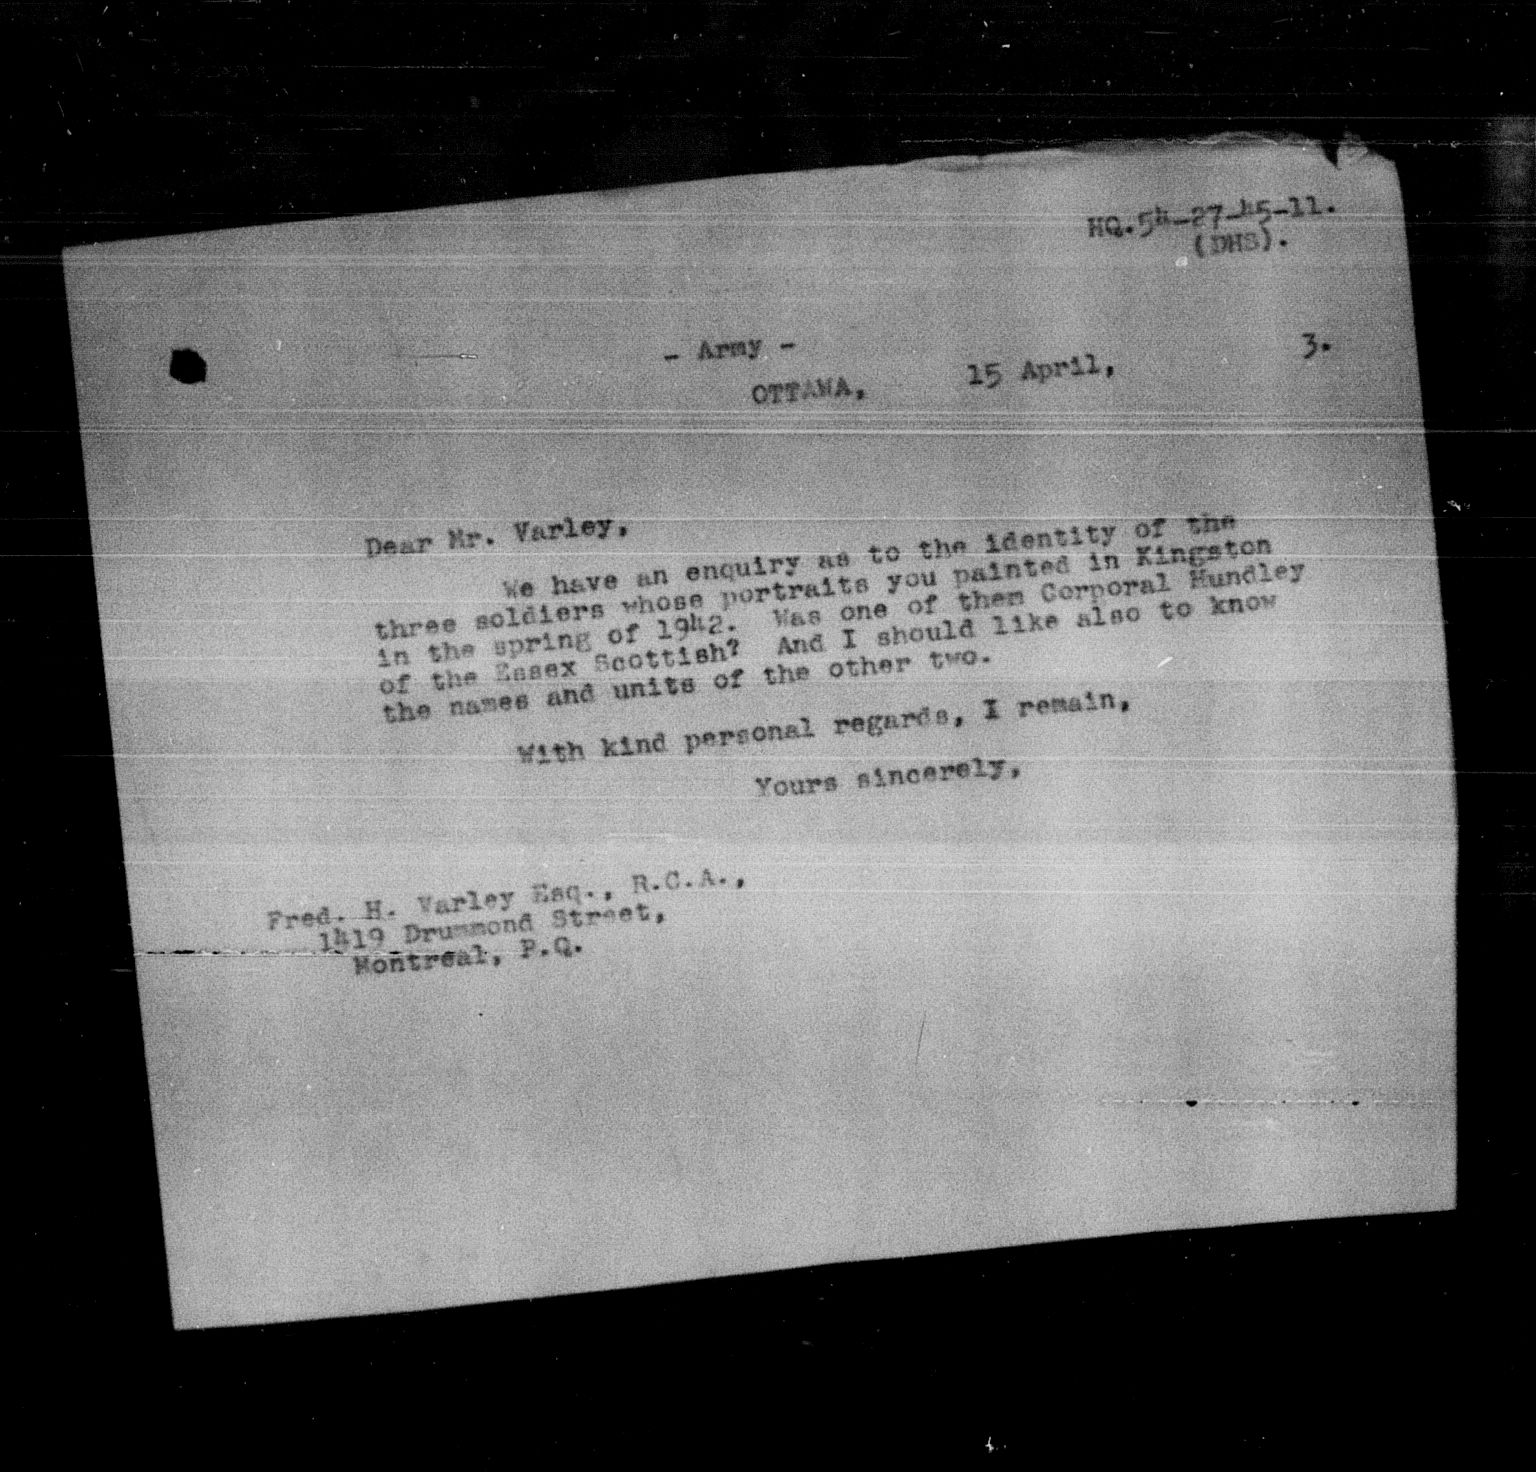 HQ.54-27-45-11.
(DHS).
- Army -
OTTAWA, 15 April, 3.
Dear Mr. Varley,
We have an enquiry as to the identity of the
three soldiers whose portraits you painted in Kingston
in the spring of 1942. Was one of them Corporal Hundley
of the Essex Scottish? And I should like also to know
the names and units of the other two.
With kind personal regards, I remain,
Yours sincerely,
Fred. H. Varley Esq., R.C.A.,
1419 Drummond Street,
Montreal, P.Q.